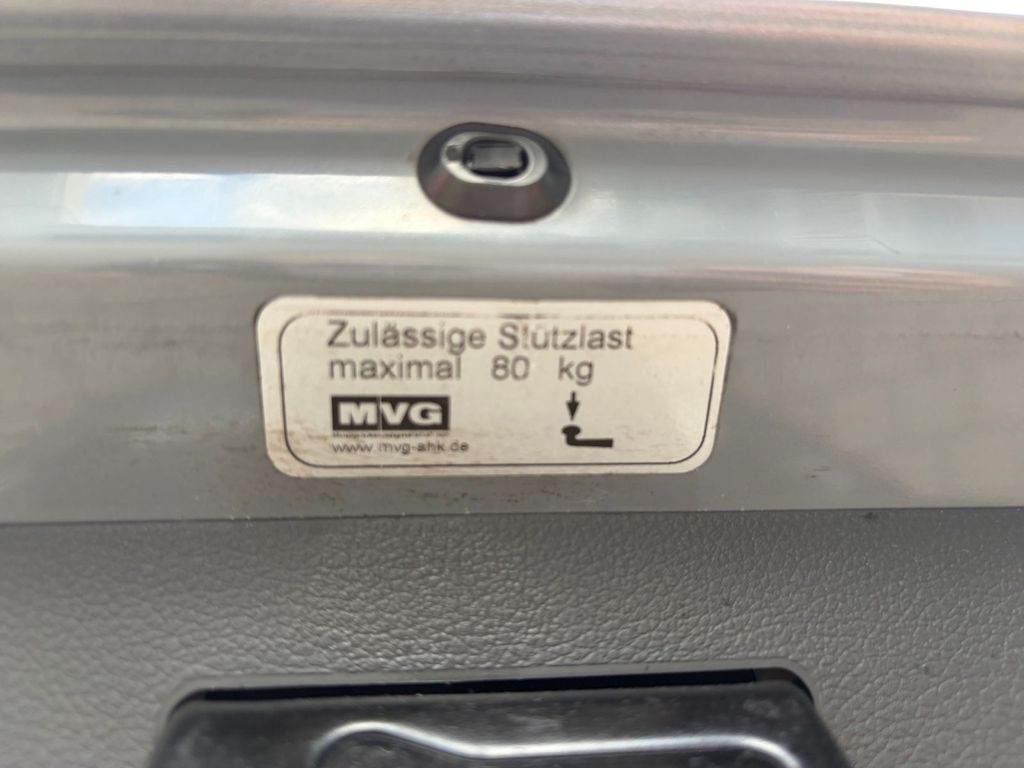 Zulässige Stützlast
maximal 80 kg
MVG
www.mvg-ahk.de